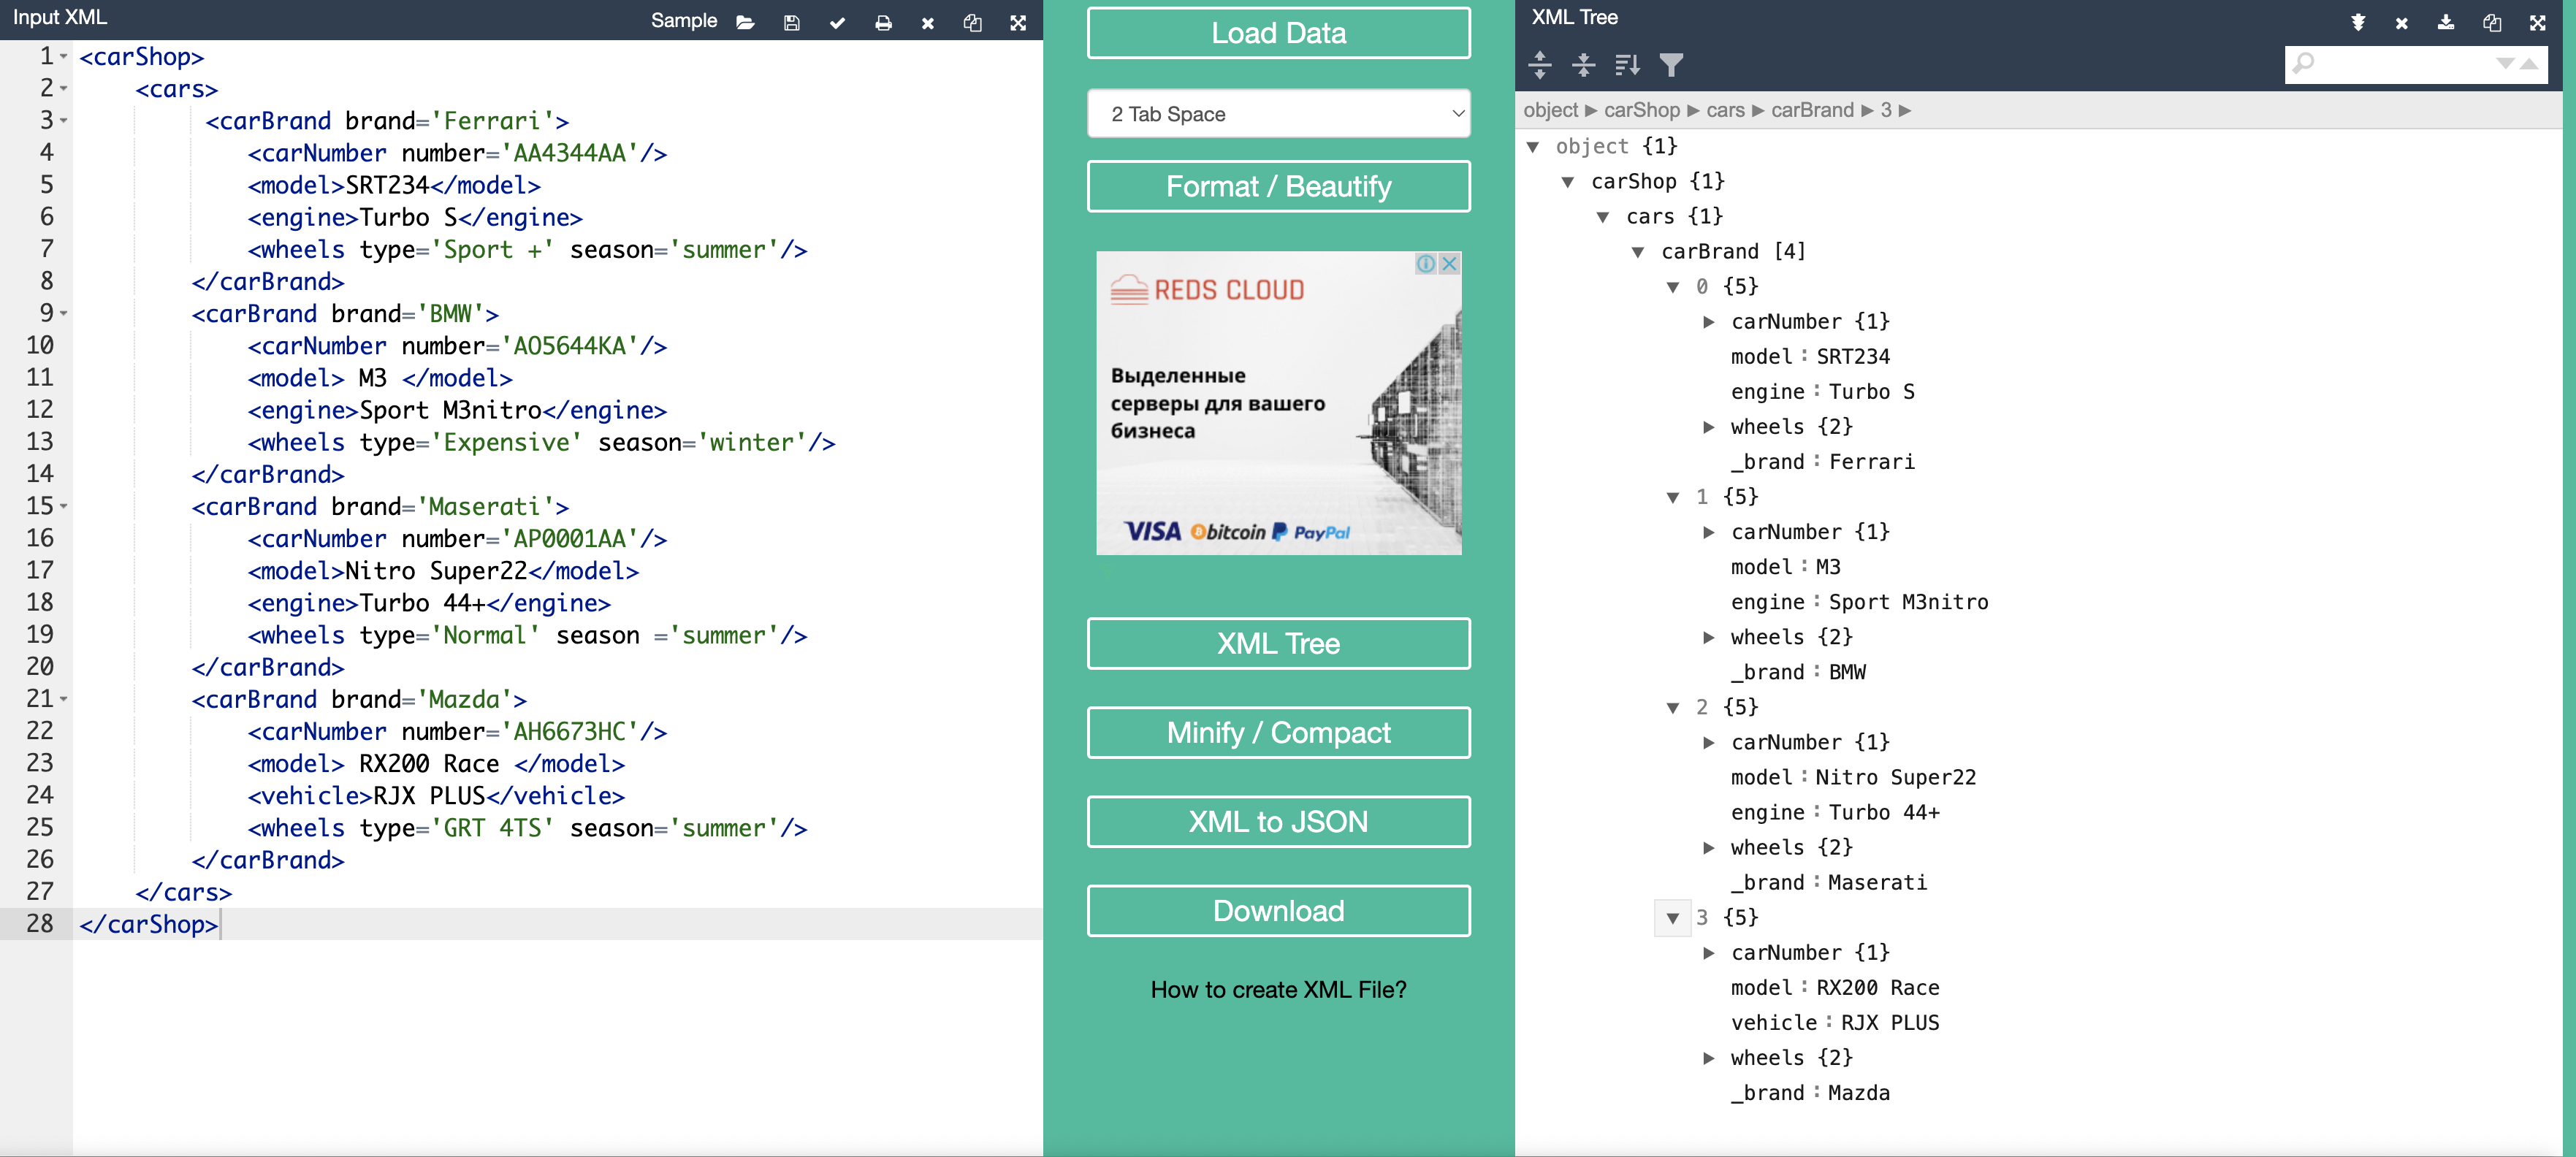 Input XML
Sample
1 <carShop>
2 <cars>
3 <carBrand brand='Ferrari'>
4 <carNumber number='AA4344AA'/>
5 <model>SRT234</model>
6 <engine>Turbo S</engine>
7 <wheels type='Sport +' season='summer'/>
8 </carBrand>
9 <carBrand brand='BMW'>
10 <carNumber number='AO5644KA'/>
11 <model> M3 </model>
12 <engine>Sport M3nitro</engine>
13 <wheels type='Expensive' season='winter'/>
14 </carBrand>
15 <carBrand brand='Maserati'>
16 <carNumber number='AP0001AA'/>
17 <model>Nitro Super22</model>
18 <engine>Turbo 44+</engine>
19 <wheels type='Normal' season ='summer'/>
20 </carBrand>
21 <carBrand brand='Mazda'>
22 <carNumber number='AH6673HC'/>
23 <model> RX200 Race </model>
24 <vehicle>RJX PLUS</vehicle>
25 <wheels type='GRT 4TS' season='summer'/>
26 </carBrand>
27 </cars>
28 </carShop>
Load Data
2 Tab Space
Format / Beautify
REDS CLOUD
Выделенные
серверы для вашего
бизнеса
VISA bitcoin PayPal
XML Tree
Minify / Compact
XML to JSON
Download
How to create XML File?
XML Tree
object ► carShop ► cars ► carBrand ► 3 ►
object {1}
carShop {1}
cars {1}
carBrand [4]
0 {5}
carNumber {1}
model : SRT234
engine : Turbo S
wheels {2}
_brand : Ferrari
1 {5}
carNumber {1}
model : M3
engine : Sport M3nitro
wheels {2}
_brand : BMW
2 {5}
carNumber {1}
model : Nitro Super22
engine : Turbo 44+
wheels {2}
_brand : Maserati
3 {5}
carNumber {1}
model : RX200 Race
vehicle : RJX PLUS
wheels {2}
_brand : Mazda